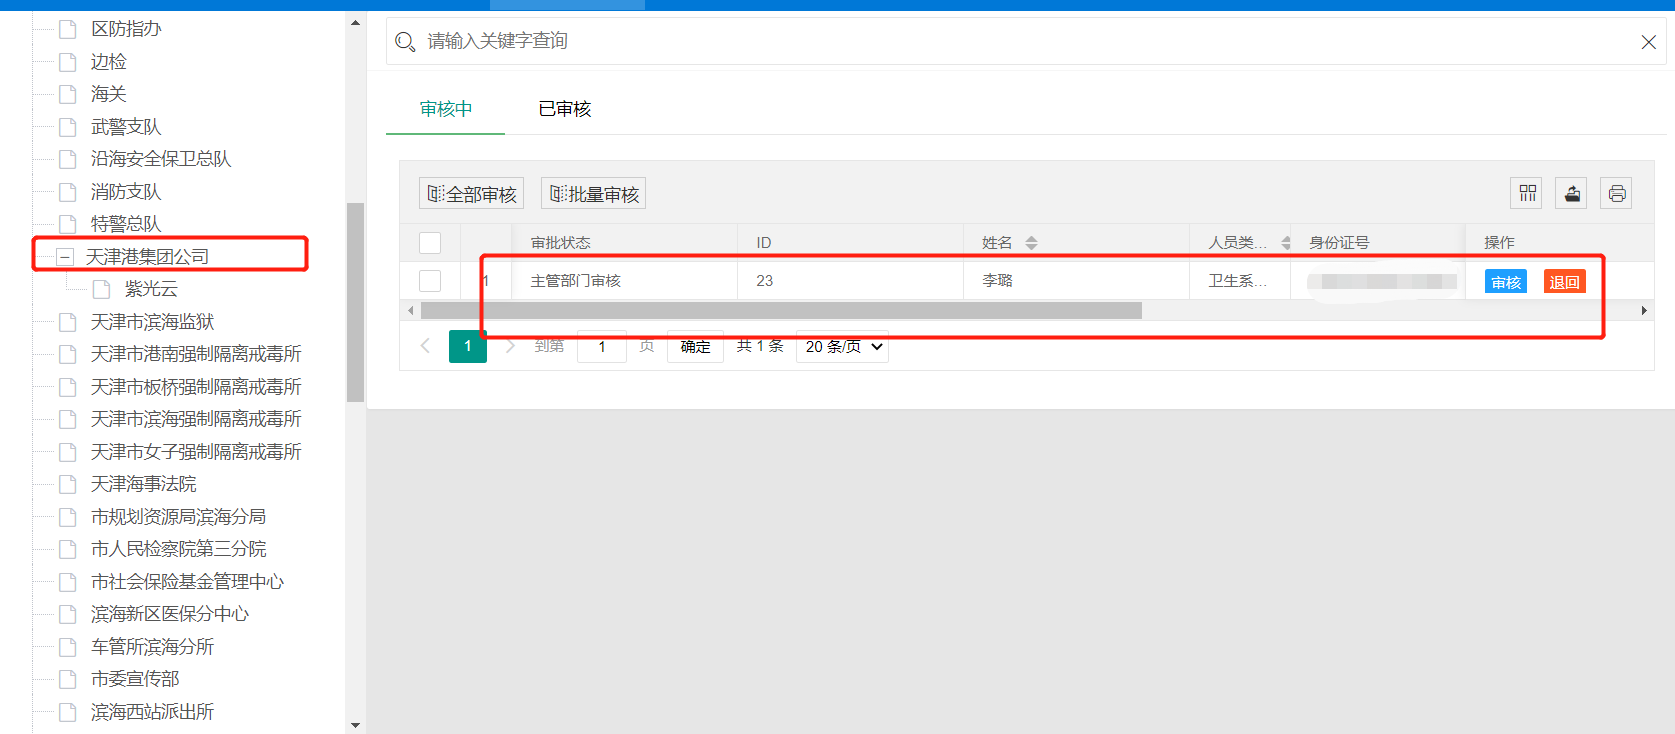 区防指办
边检
海关
武警支队
沿海安全保卫总队
消防支队
特警总队
天津港集团公司
紫光云
天津市滨海监狱
天津市港南强制隔离戒毒所
天津市板桥强制隔离戒毒所
天津市滨海强制隔离戒毒所
天津市女子强制隔离戒毒所
天津海事法院
市规划资源局滨海分局
市人民检察院第三分院
市社会保险基金管理中心
滨海新区医保分中心
车管所滨海分所
市委宣传部
滨海西站派出所
请输入关键字查询
审核中 已审核
全部审核 批量审核
审批状态 ID 姓名 人员类... 身份证号 操作
1 主管部门审核 23 李璐 卫生系... 审核 退回
1 到第 1 页 确定 共 1 条 20 条/页